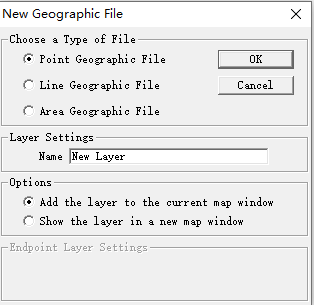 New Geographic File
Choose a Type of File
Point Geographic File
OK
Line Geographic File
Cancel
Area Geographic File
Layer Settings
Name New Layer
Options
Add the layer to the current map window
Show the layer in a new map window
Endpoint Layer Settings